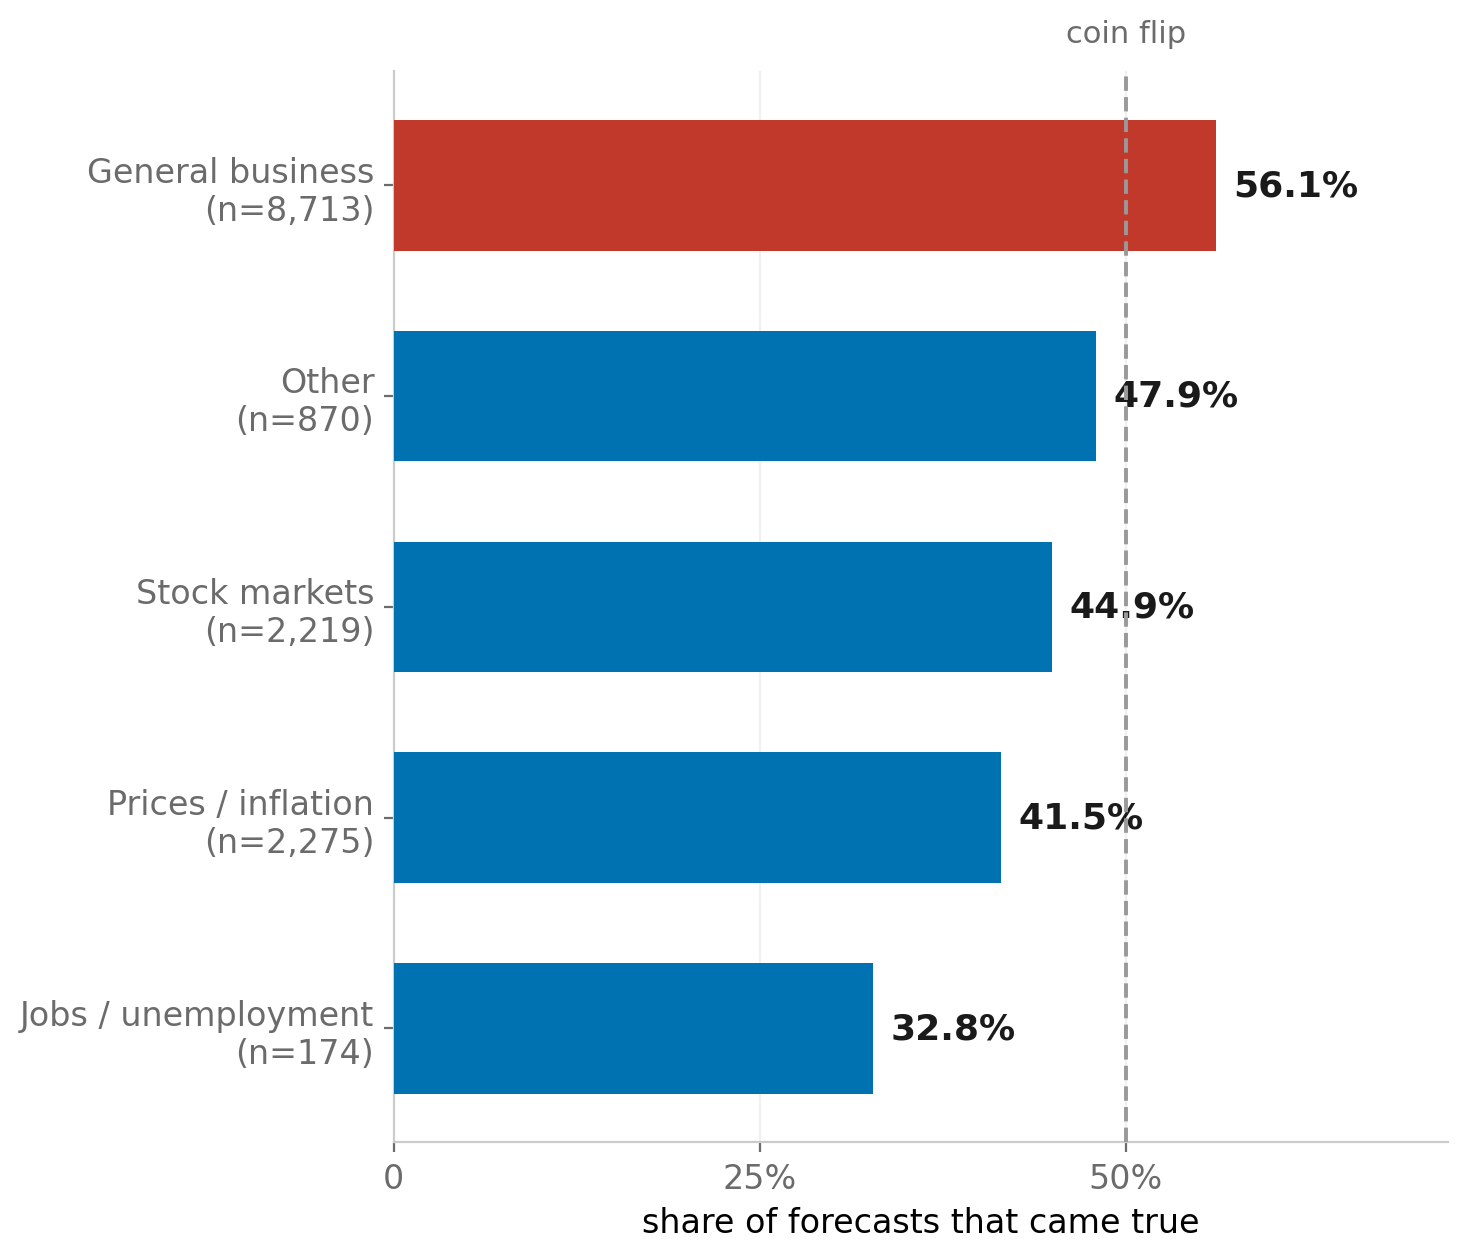 coin flip
General business
(n=8,713)
56.1%
Other
(n=870)
47.9%
Stock markets
(n=2,219)
44.9%
Prices / inflation
(n=2,275)
41.5%
Jobs / unemployment
(n=174)
32.8%
0
25%
50%
share of forecasts that came true